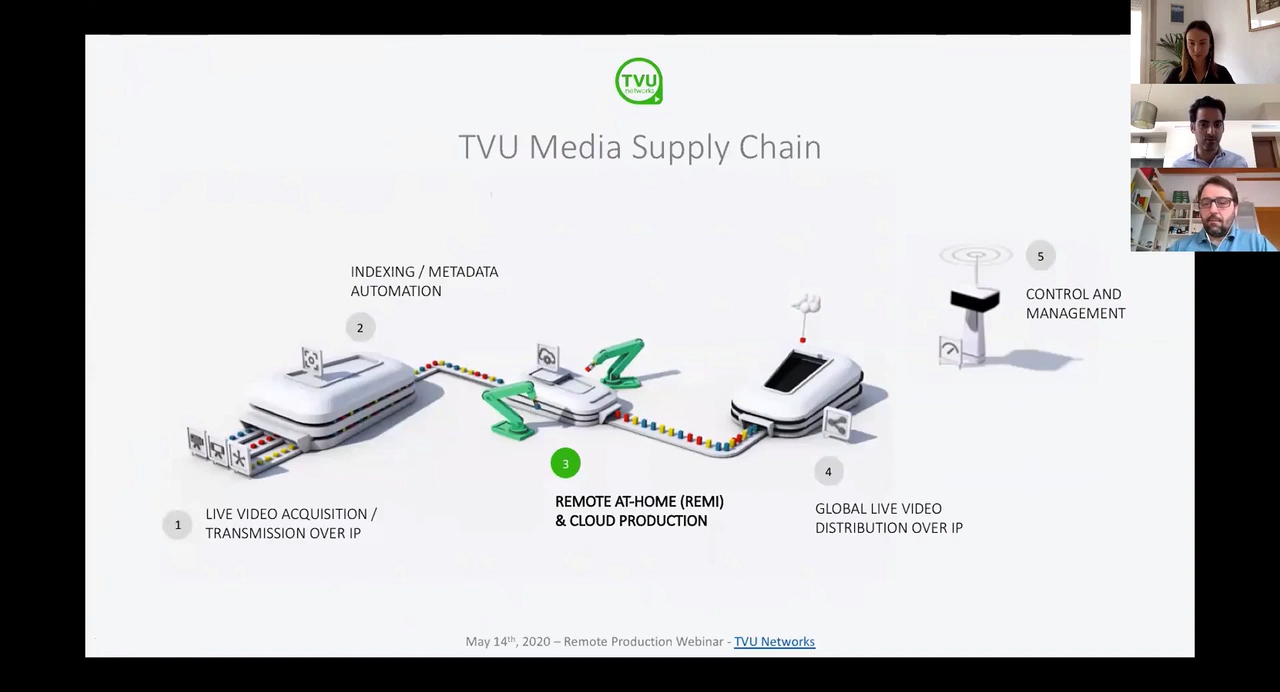 TVU
networks
TVU Media Supply Chain
INDEXING / METADATA
AUTOMATION
2
5
CONTROL AND
MANAGEMENT
3
REMOTE AT-HOME (REMI)
& CLOUD PRODUCTION
4
GLOBAL LIVE VIDEO
DISTRIBUTION OVER IP
1
LIVE VIDEO ACQUISITION /
TRANSMISSION OVER IP
May 14th, 2020 – Remote Production Webinar - TVU Networks